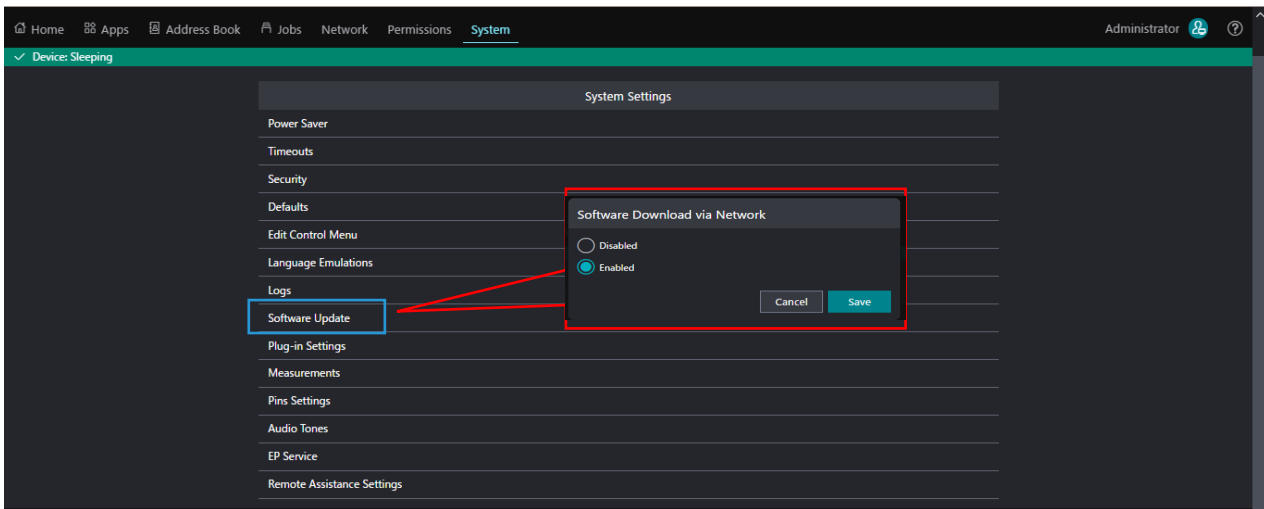 Home Apps Address Book Jobs Network Permissions System Administrator ?
Device: Sleeping
System Settings
Power Saver
Timeouts
Security
Defaults
Edit Control Menu
Language Emulations
Logs
Software Update
Plug-in Settings
Measurements
Pins Settings
Audio Tones
EP Service
Remote Assistance Settings
Software Download via Network
Disabled
Enabled
Cancel Save